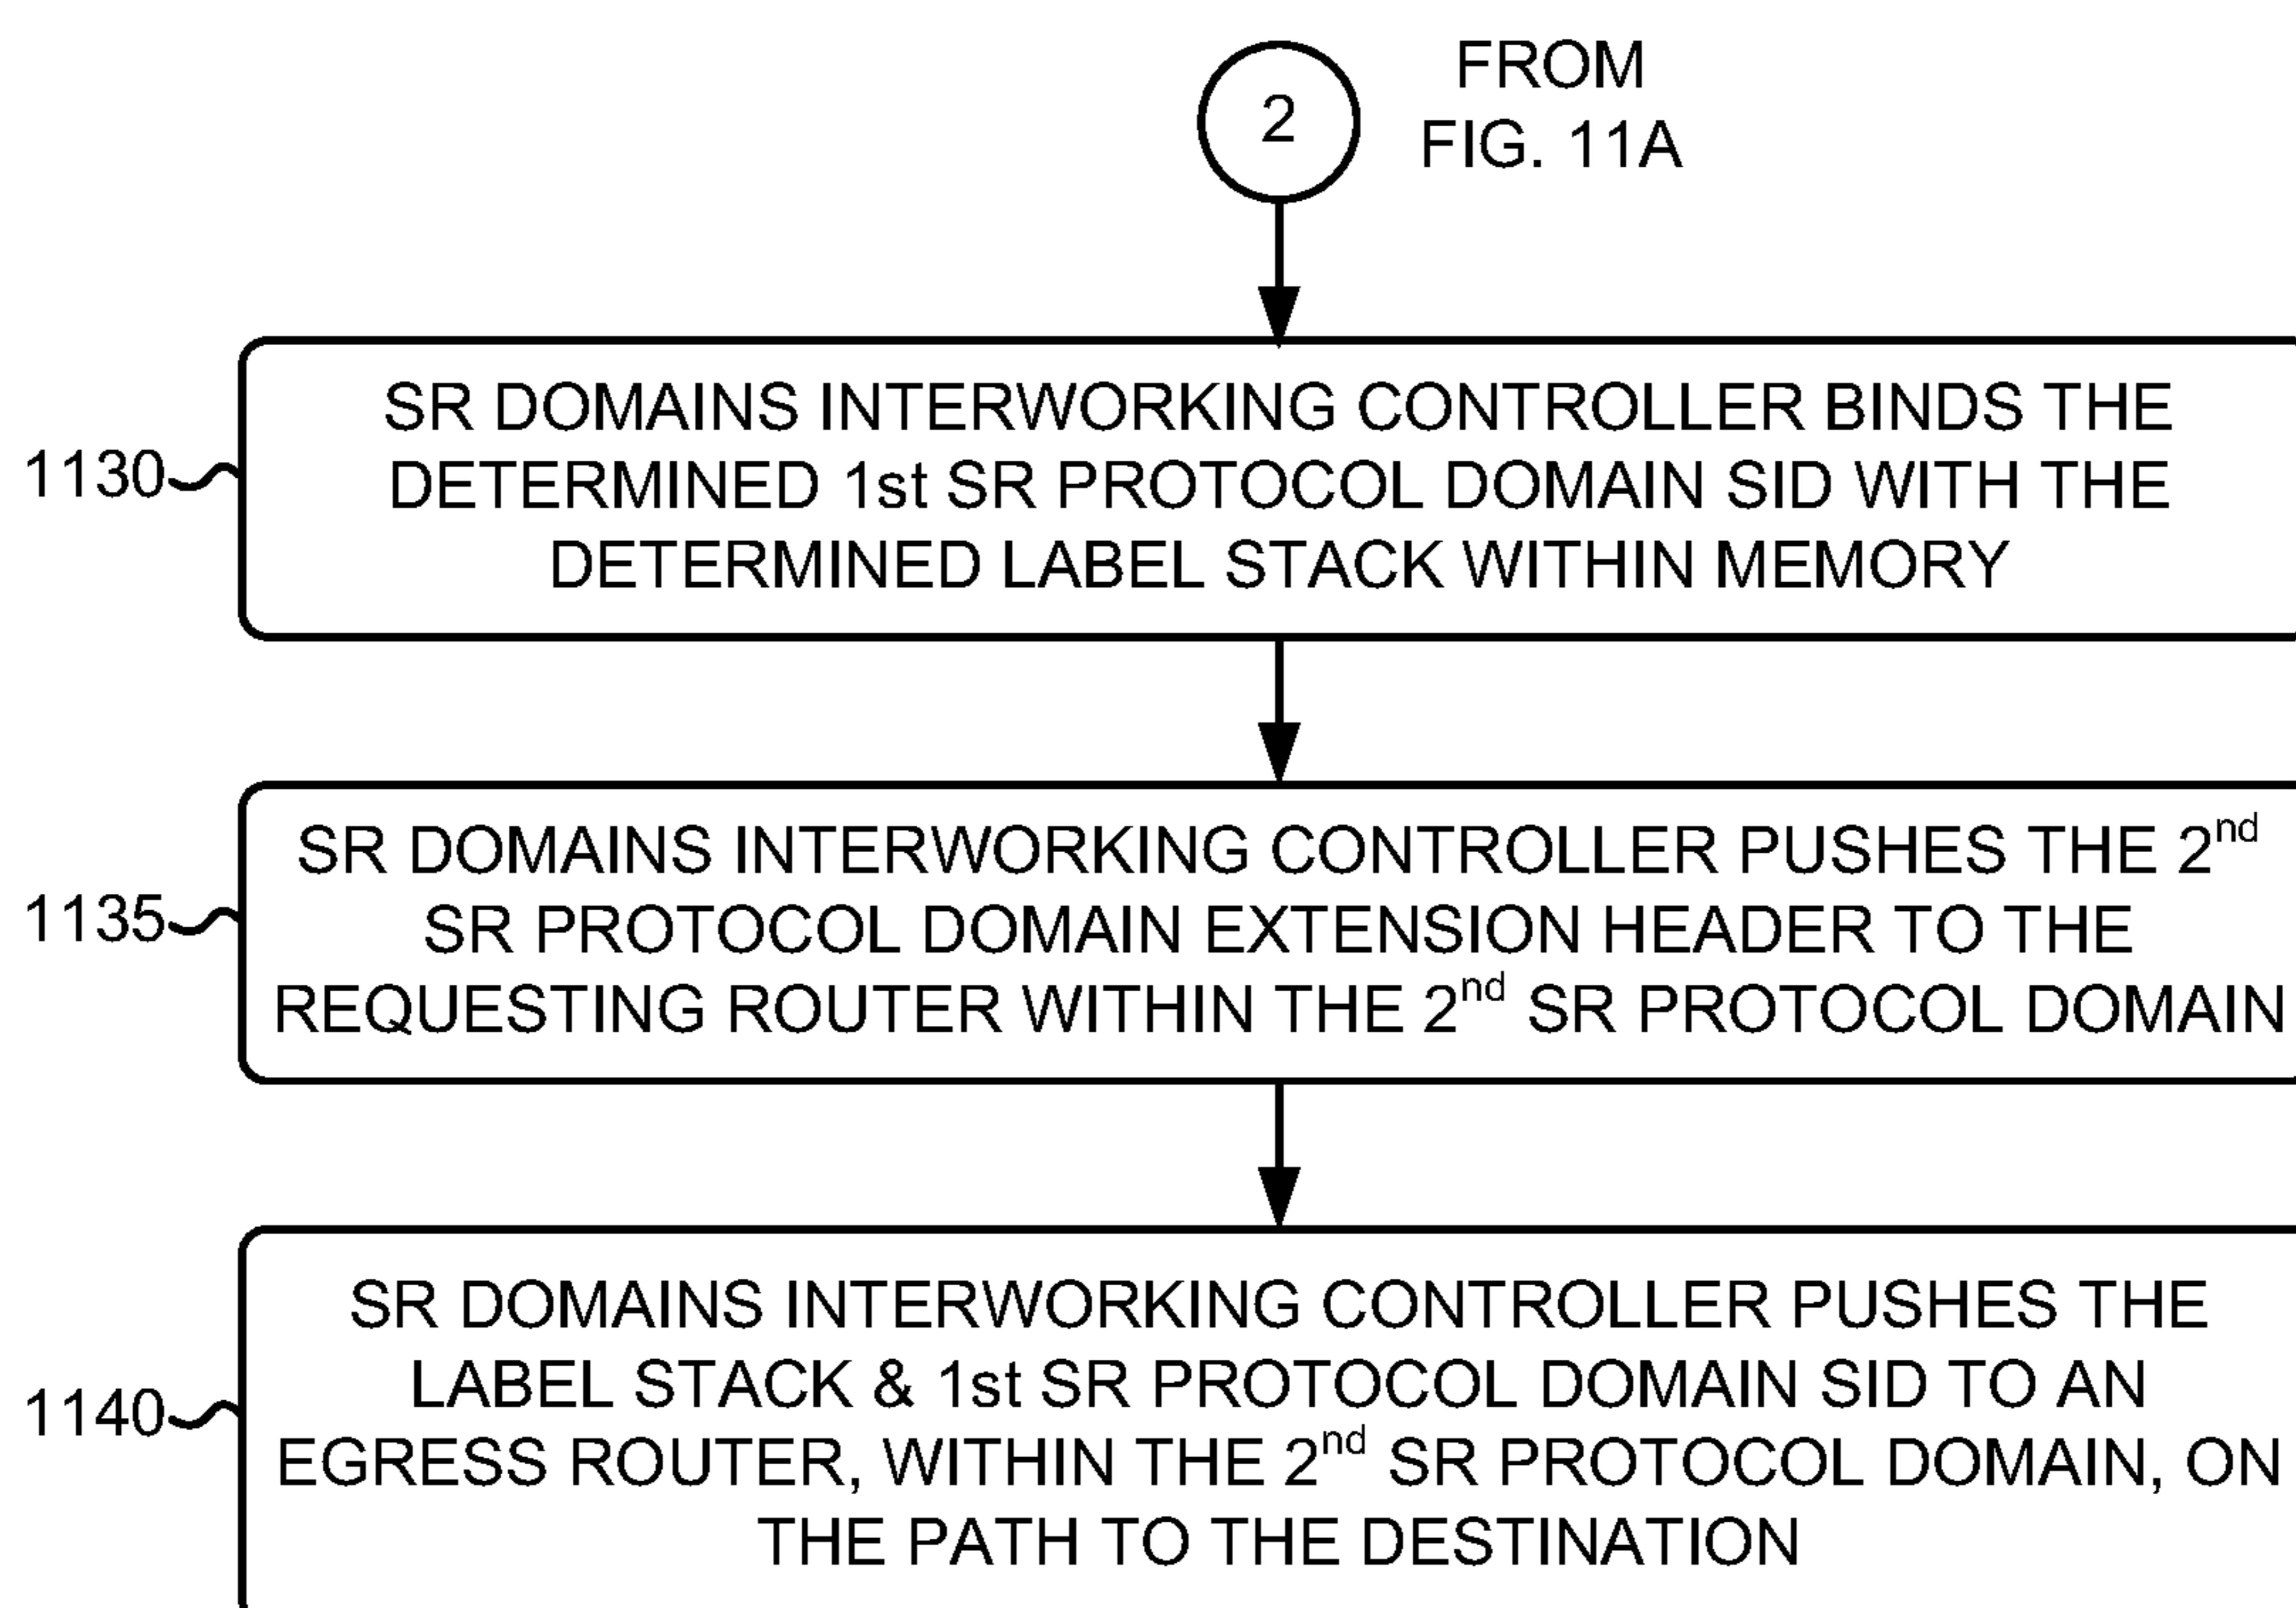 2
FROM
FIG. 11A
SR DOMAINS INTERWORKING CONTROLLER BINDS THE
1130
DETERMINED 1st SR PROTOCOL DOMAIN SID WITH THE
DETERMINED LABEL STACK WITHIN MEMORY
SR DOMAINS INTERWORKING CONTROLLER PUSHES THE 2nd
1135
SR PROTOCOL DOMAIN EXTENSION HEADER TO THE
REQUESTING ROUTER WITHIN THE 2nd SR PROTOCOL DOMAIN
SR DOMAINS INTERWORKING CONTROLLER PUSHES THE
LABEL STACK & 1st SR PROTOCOL DOMAIN SID TO AN
1140
EGRESS ROUTER, WITHIN THE 2nd SR PROTOCOL DOMAIN, ON
THE PATH TO THE DESTINATION